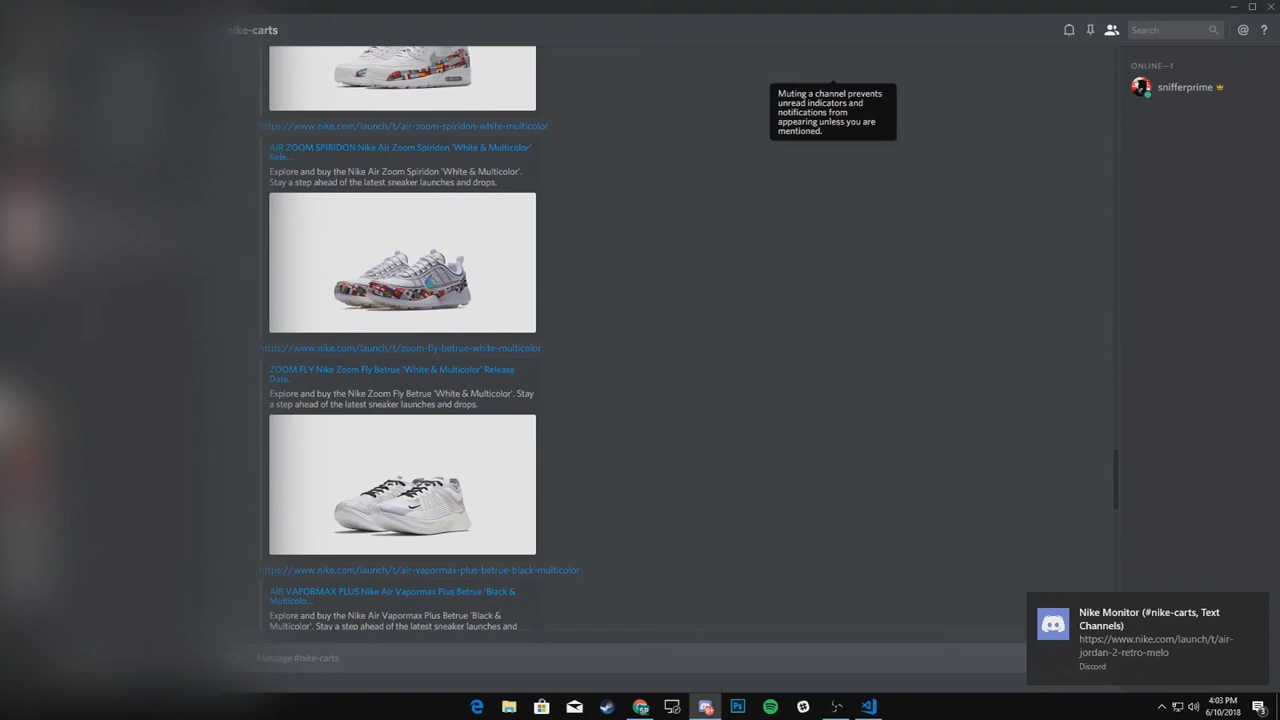 nike-carts
Search
ONLINE—1
snifferprime
Muting a channel prevents
unread indicators and
notifications from
appearing unless you are
mentioned.
https://www.nike.com/launch/t/air-zoom-spiridon-white-multicolor
AIR ZOOM SPIRIDON Nike Air Zoom Spiridon 'White & Multicolor'
Rele...
Explore and buy the Nike Air Zoom Spiridon 'White & Multicolor'.
Stay a step ahead of the latest sneaker launches and drops.
https://www.nike.com/launch/t/zoom-fly-betrue-white-multicolor
ZOOM FLY Nike Zoom Fly Betrue 'White & Multicolor' Release
Date.
Explore and buy the Nike Zoom Fly Betrue 'White & Multicolor'. Stay
a step ahead of the latest sneaker launches and drops.
https://www.nike.com/launch/t/air-vapormax-plus-betrue-black-multicolor
AIR VAPORMAX PLUS Nike Air Vapormax Plus Betrue 'Black &
Multicolo...
Explore and buy the Nike Air Vapormax Plus Betrue 'Black &
Multicolor'. Stay a step ahead of the latest sneaker launches and
Message #nike-carts
Nike Monitor (#nike-carts, Text
Channels)
https://www.nike.com/launch/t/air-
jordan-2-retro-melo
Discord
4:03 PM
6/10/2018